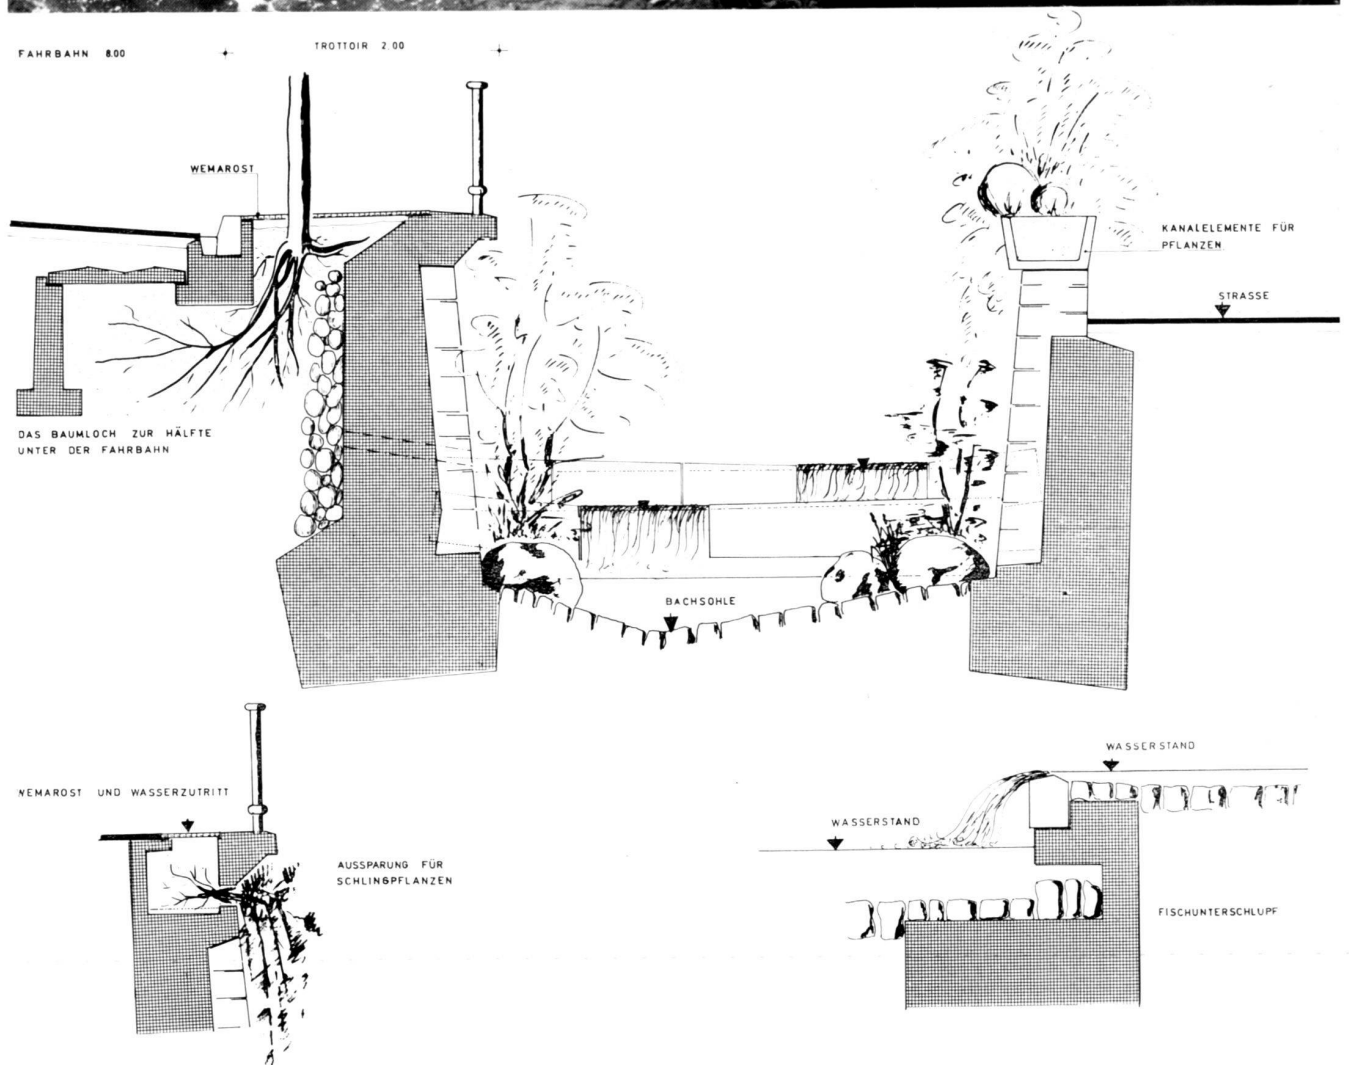 FAHRBAHN 8.00
TROTTOIR 2.00
WEMAROST
KANALELEMENTE FÜR
PFLANZEN
STRASSE
DAS BAUMLOCH ZUR HÄLFTE
UNTER DER FAHRBAHN
BACHSOHLE
WEMAROST UND WASSERZUTRITT
AUSSPARUNG FÜR
SCHLINGPFLANZEN
WASSERSTAND
WASSERSTAND
FISCHUNTERSCHLUPF